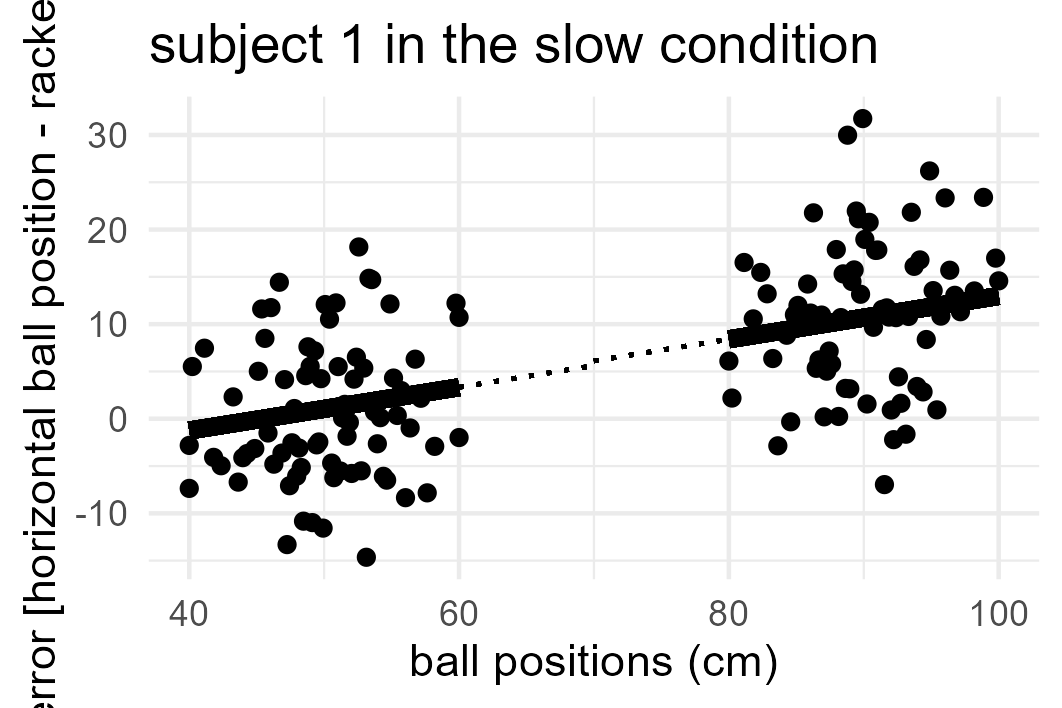 subject 1 in the slow condition
error [horizontal ball position - racke
30
20
10
0
-10
40 60 80 100
ball positions (cm)